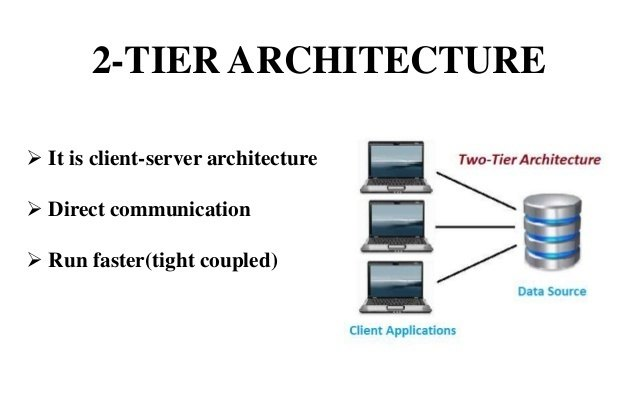 2-TIER ARCHITECTURE
➢ It is client-server architecture
➢ Direct communication
➢ Run faster(tight coupled)
Two-Tier Architecture
Data Source
Client Applications